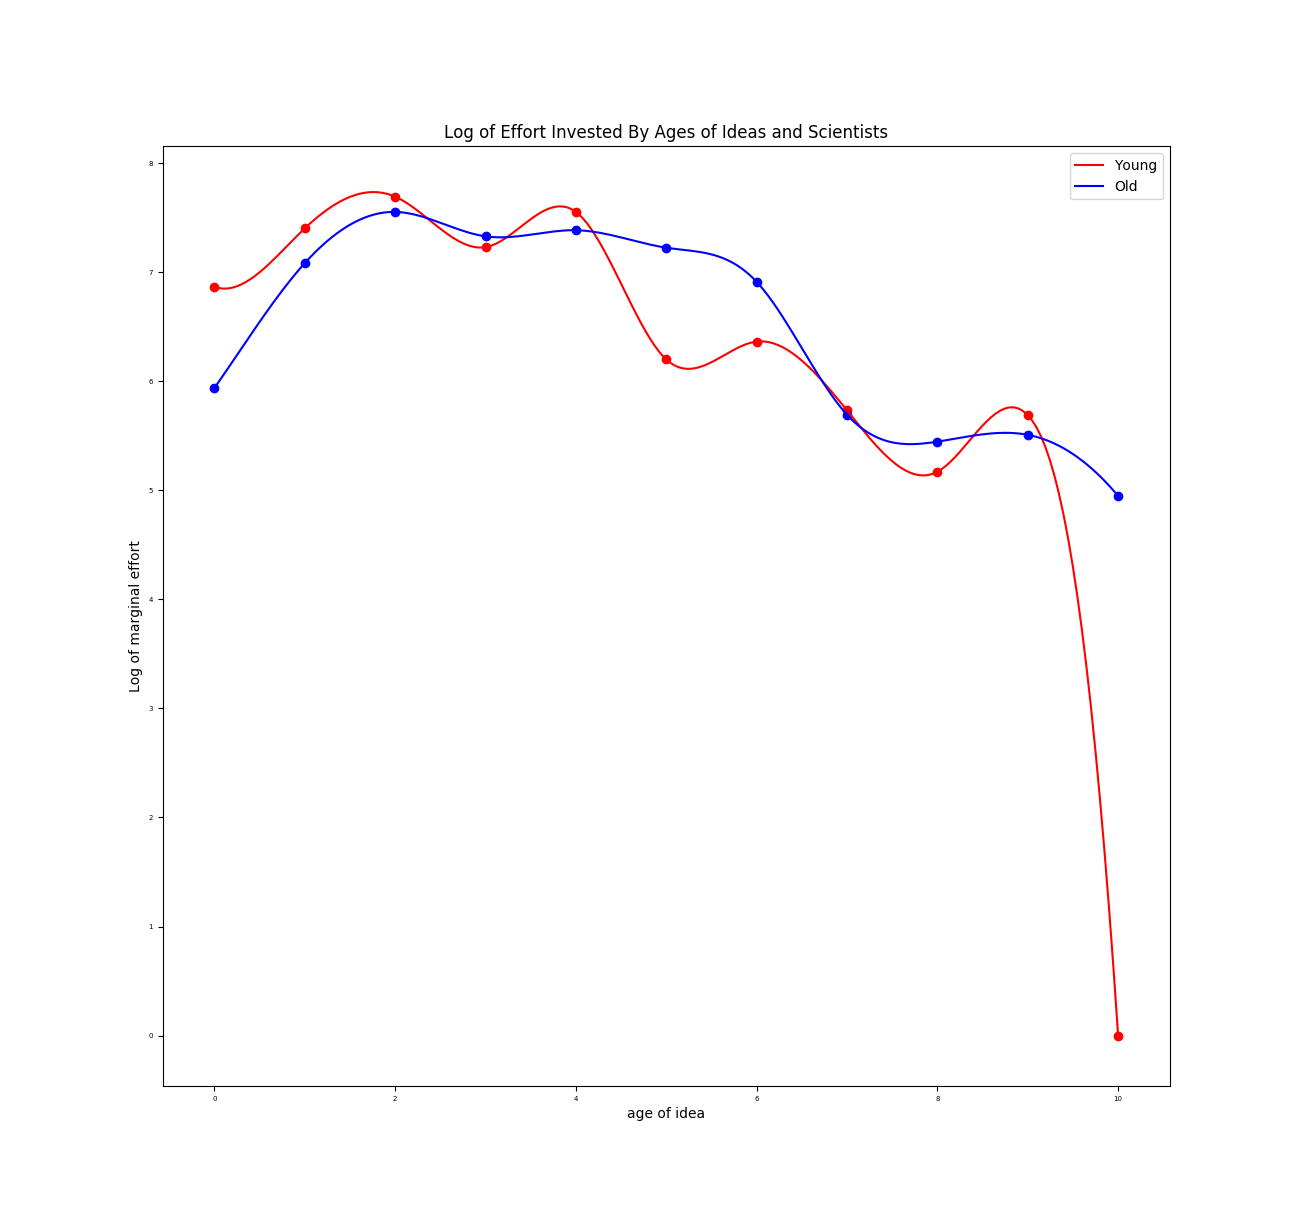 Log of Effort Invested By Ages of Ideas and Scientists
Young
Old
8
7
6
5
4
3
2
1
0
Log of marginal effort
0 2 4 6 8 10
age of idea